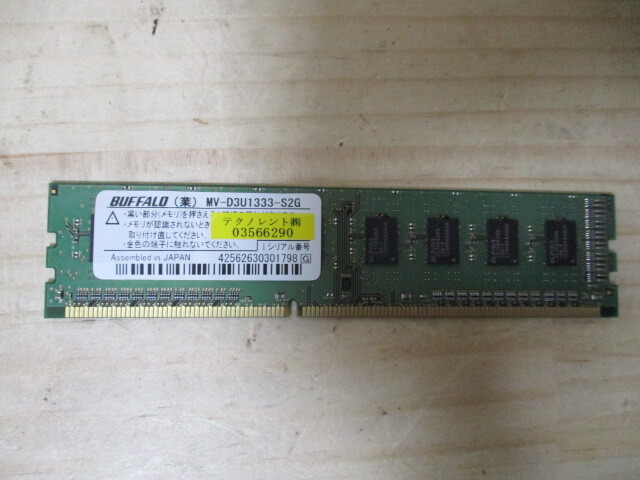 BUFFALO (業) MV-D3U1333-S2G
・黒い部分(メモリ)を押さえ
・メモリが認識されないとき
取り付け直してください。
・金色の端子に触れないでください。
テクノレント㈱
03566290
シリアル番号
Assembled in JAPAN 42562630301798 G